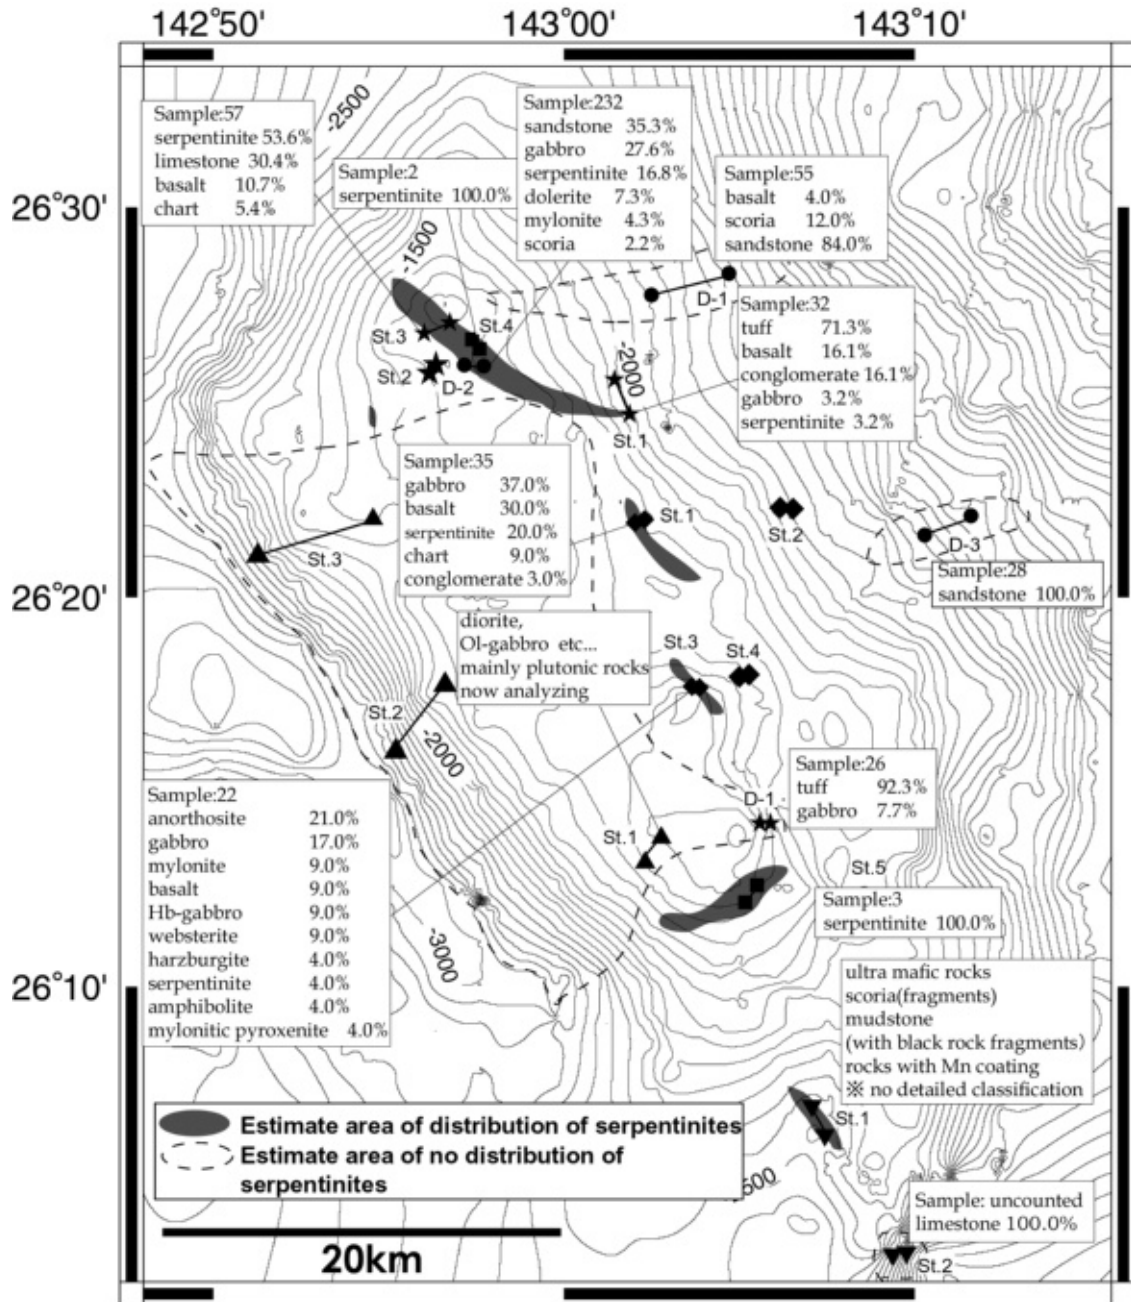 142°50' 143°00' 143°10'
-2500
Sample:57
serpentinite 53.6%
limestone 30.4%
basalt 10.7%
chart 5.4%
Sample:2
serpentinite 100.0%
Sample:232
sandstone 35.3%
gabbro 27.6%
serpentinite 16.8%
dolerite 7.3%
mylonite 4.3%
scoria 2.2%
Sample:55
basalt 4.0%
scoria 12.0%
sandstone 84.0%
26°30'
-1500
D-1
St.3
St.4
St.2
D-2
-2000
St.1
Sample:32
tuff 71.3%
basalt 16.1%
conglomerate 16.1%
gabbro 3.2%
serpentinite 3.2%
Sample:35
gabbro 37.0%
basalt 30.0%
serpentinite 20.0%
chart 9.0%
conglomerate 3.0%
St.1
St.2
D-3
St.3
Sample:28
sandstone 100.0%
26°20'
diorite,
Ol-gabbro etc...
mainly plutonic rocks
now analyzing
St.3
St.4
St.2
-2000
Sample:26
tuff 92.3%
gabbro 7.7%
D-1
St.1
St.5
Sample:3
serpentinite 100.0%
Sample:22
anorthosite 21.0%
gabbro 17.0%
mylonite 9.0%
basalt 9.0%
Hb-gabbro 9.0%
websterite 9.0%
harzburgite 4.0%
serpentinite 4.0%
amphibolite 4.0%
mylonitic pyroxenite 4.0%
-3000
26°10'
ultra mafic rocks
scoria(fragments)
mudstone
(with black rock fragments)
rocks with Mn coating
※ no detailed classification
St.1
Estimate area of distribution of serpentinites
Estimate area of no distribution of
serpentinites
Sample: uncounted
limestone 100.0%
St.2
20km